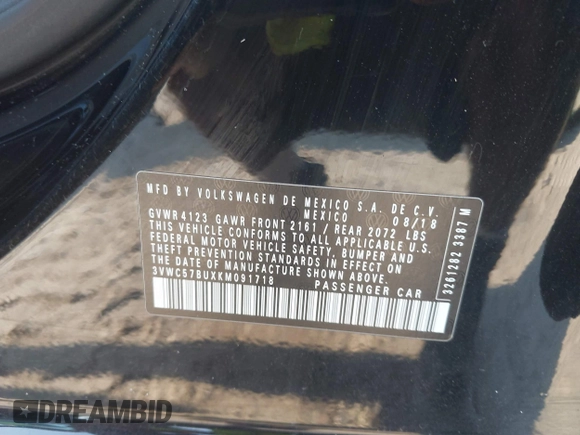 MFD BY VOLKSWAGEN DE MEXICO S.A. DE C.V.
MEXICO 08/18
GVWR 4123 GAWR FRONT 2161 / REAR 2072 LBS
THIS VEHICLE CONFORMS TO ALL APPLICABLE
FEDERAL MOTOR VEHICLE SAFETY, BUMPER AND
THEFT PREVENTION STANDARDS IN EFFECT ON
THE DATE OF MANUFACTURE SHOWN ABOVE.
3VWC57BUXKM091718 PASSENGER CAR
3261282 3387 M
DREAMBID